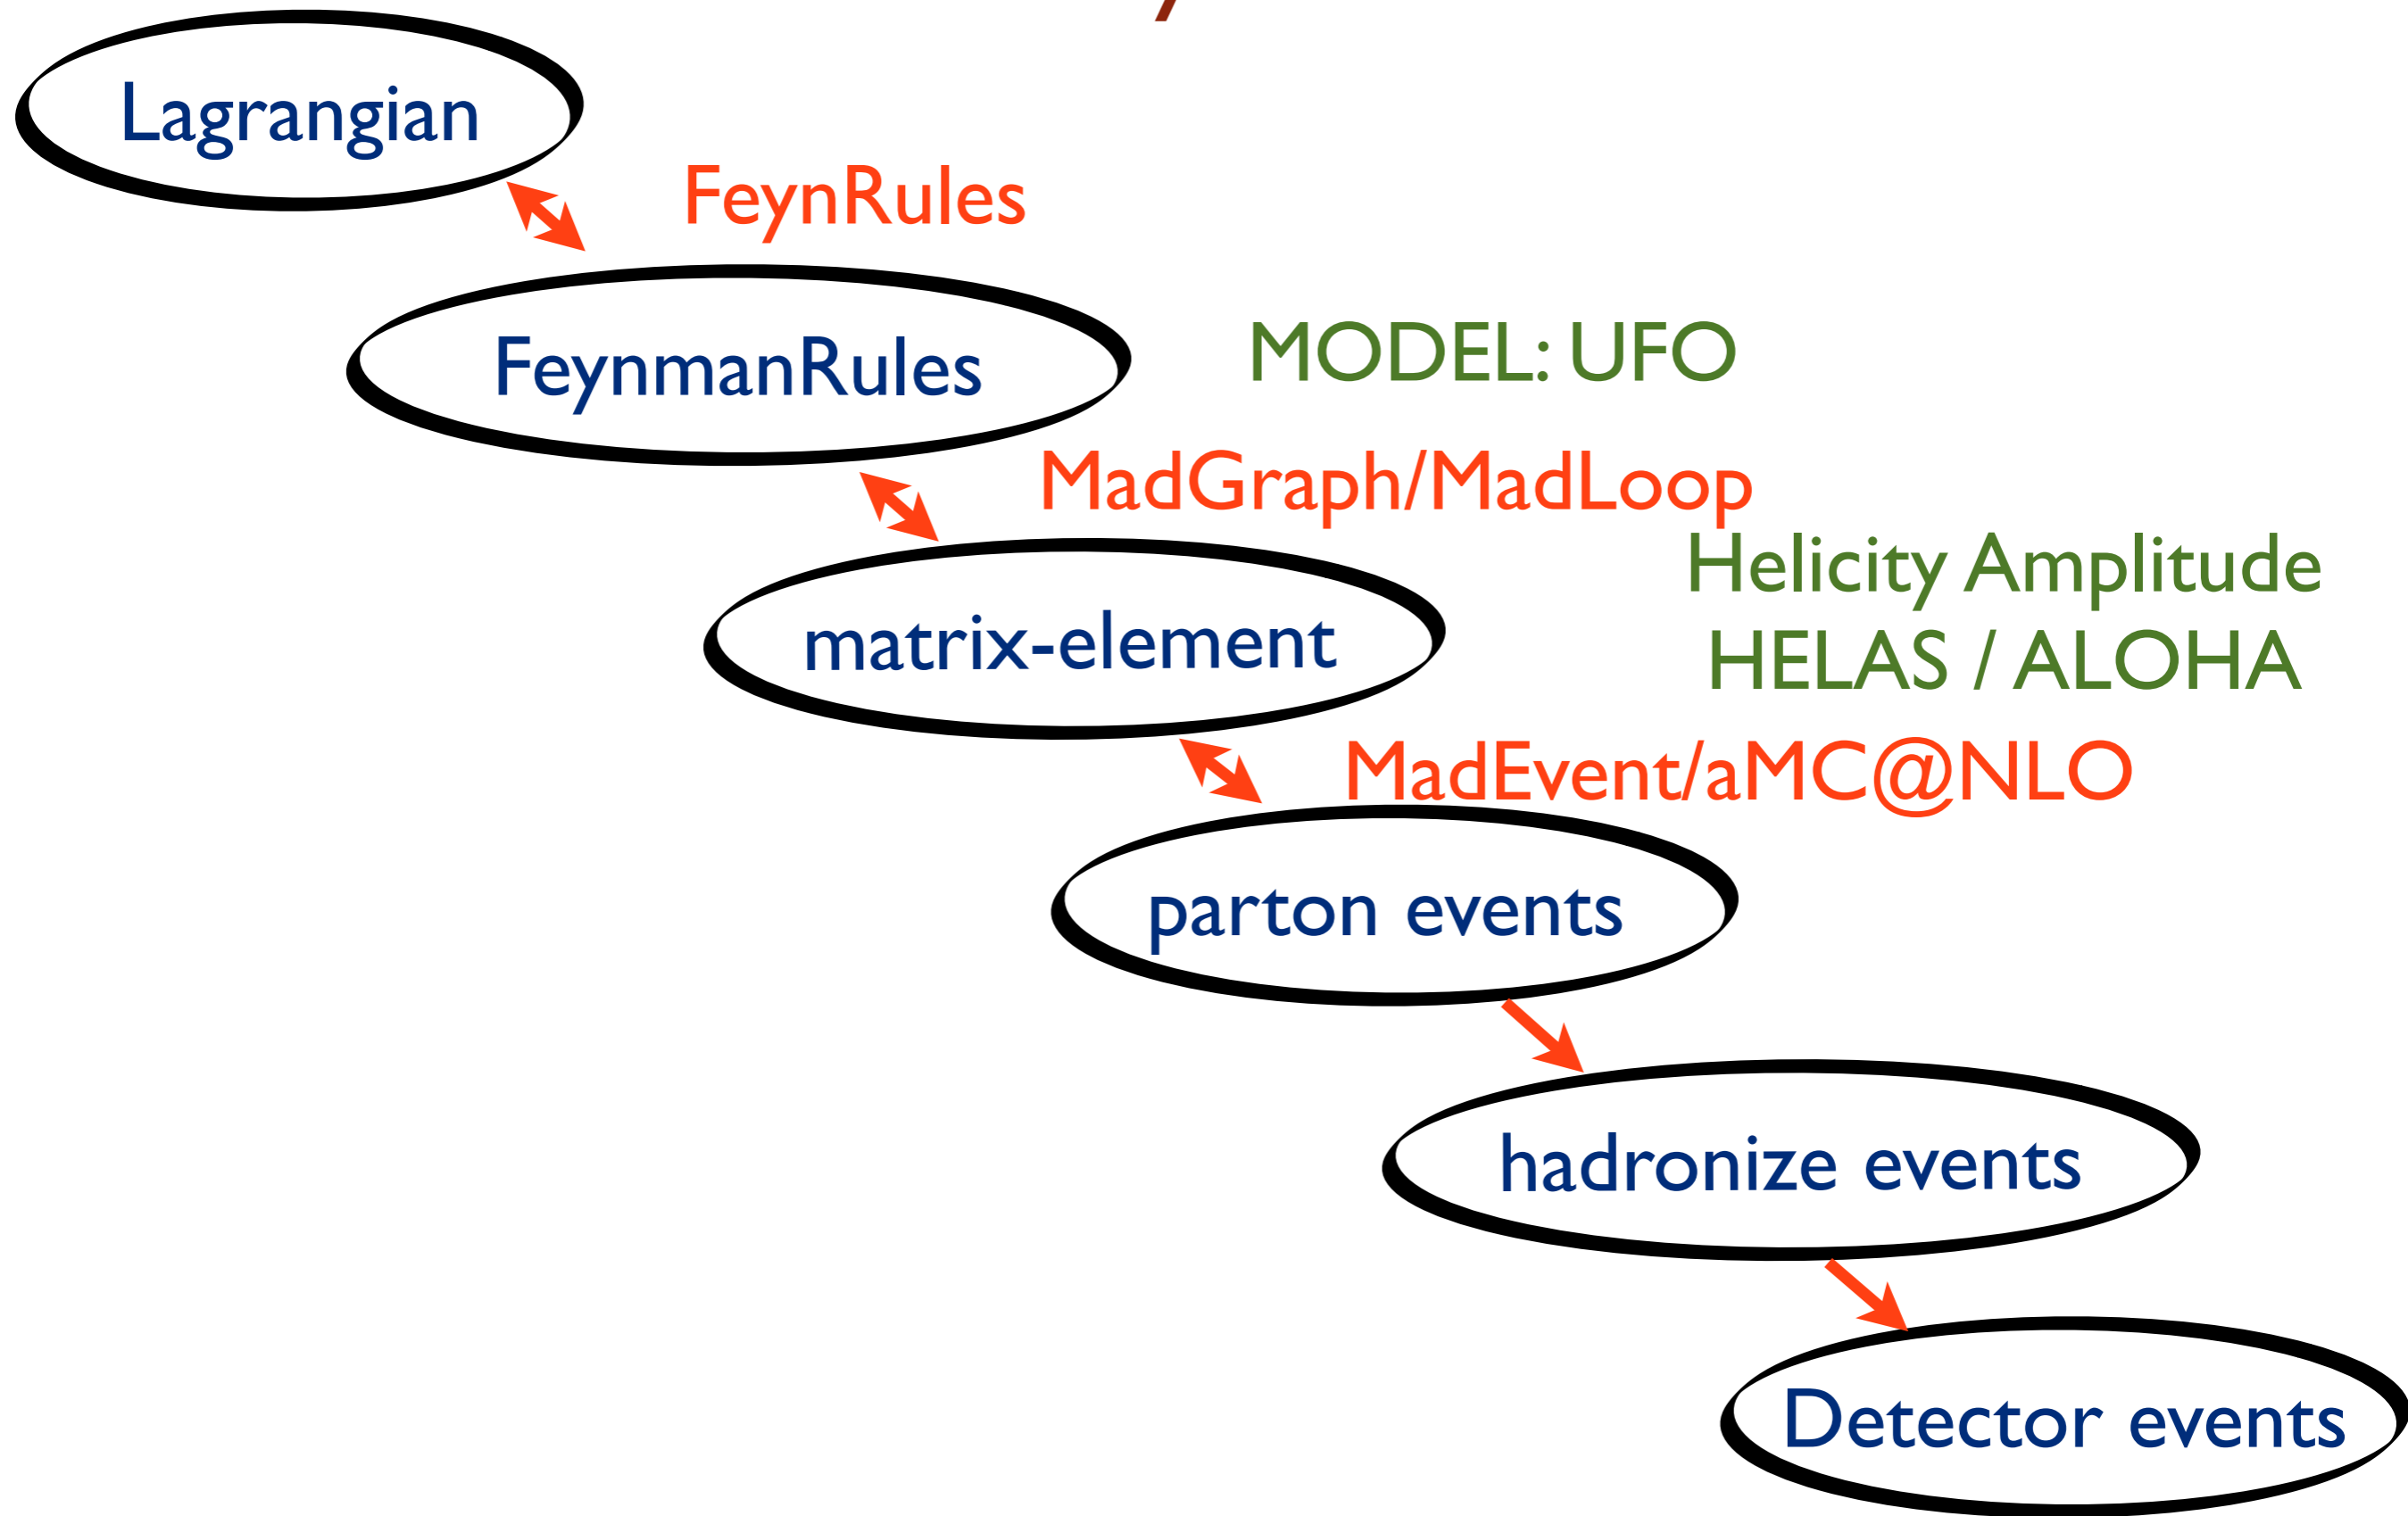 Lagrangian
FeynRules
FeynmanRules
MODEL: UFO
MadGraph/MadLoop
Helicity Amplitude
matrix-element
HELAS / ALOHA
MadEvent/aMC@NLO
parton events
hadronize events
Detector events